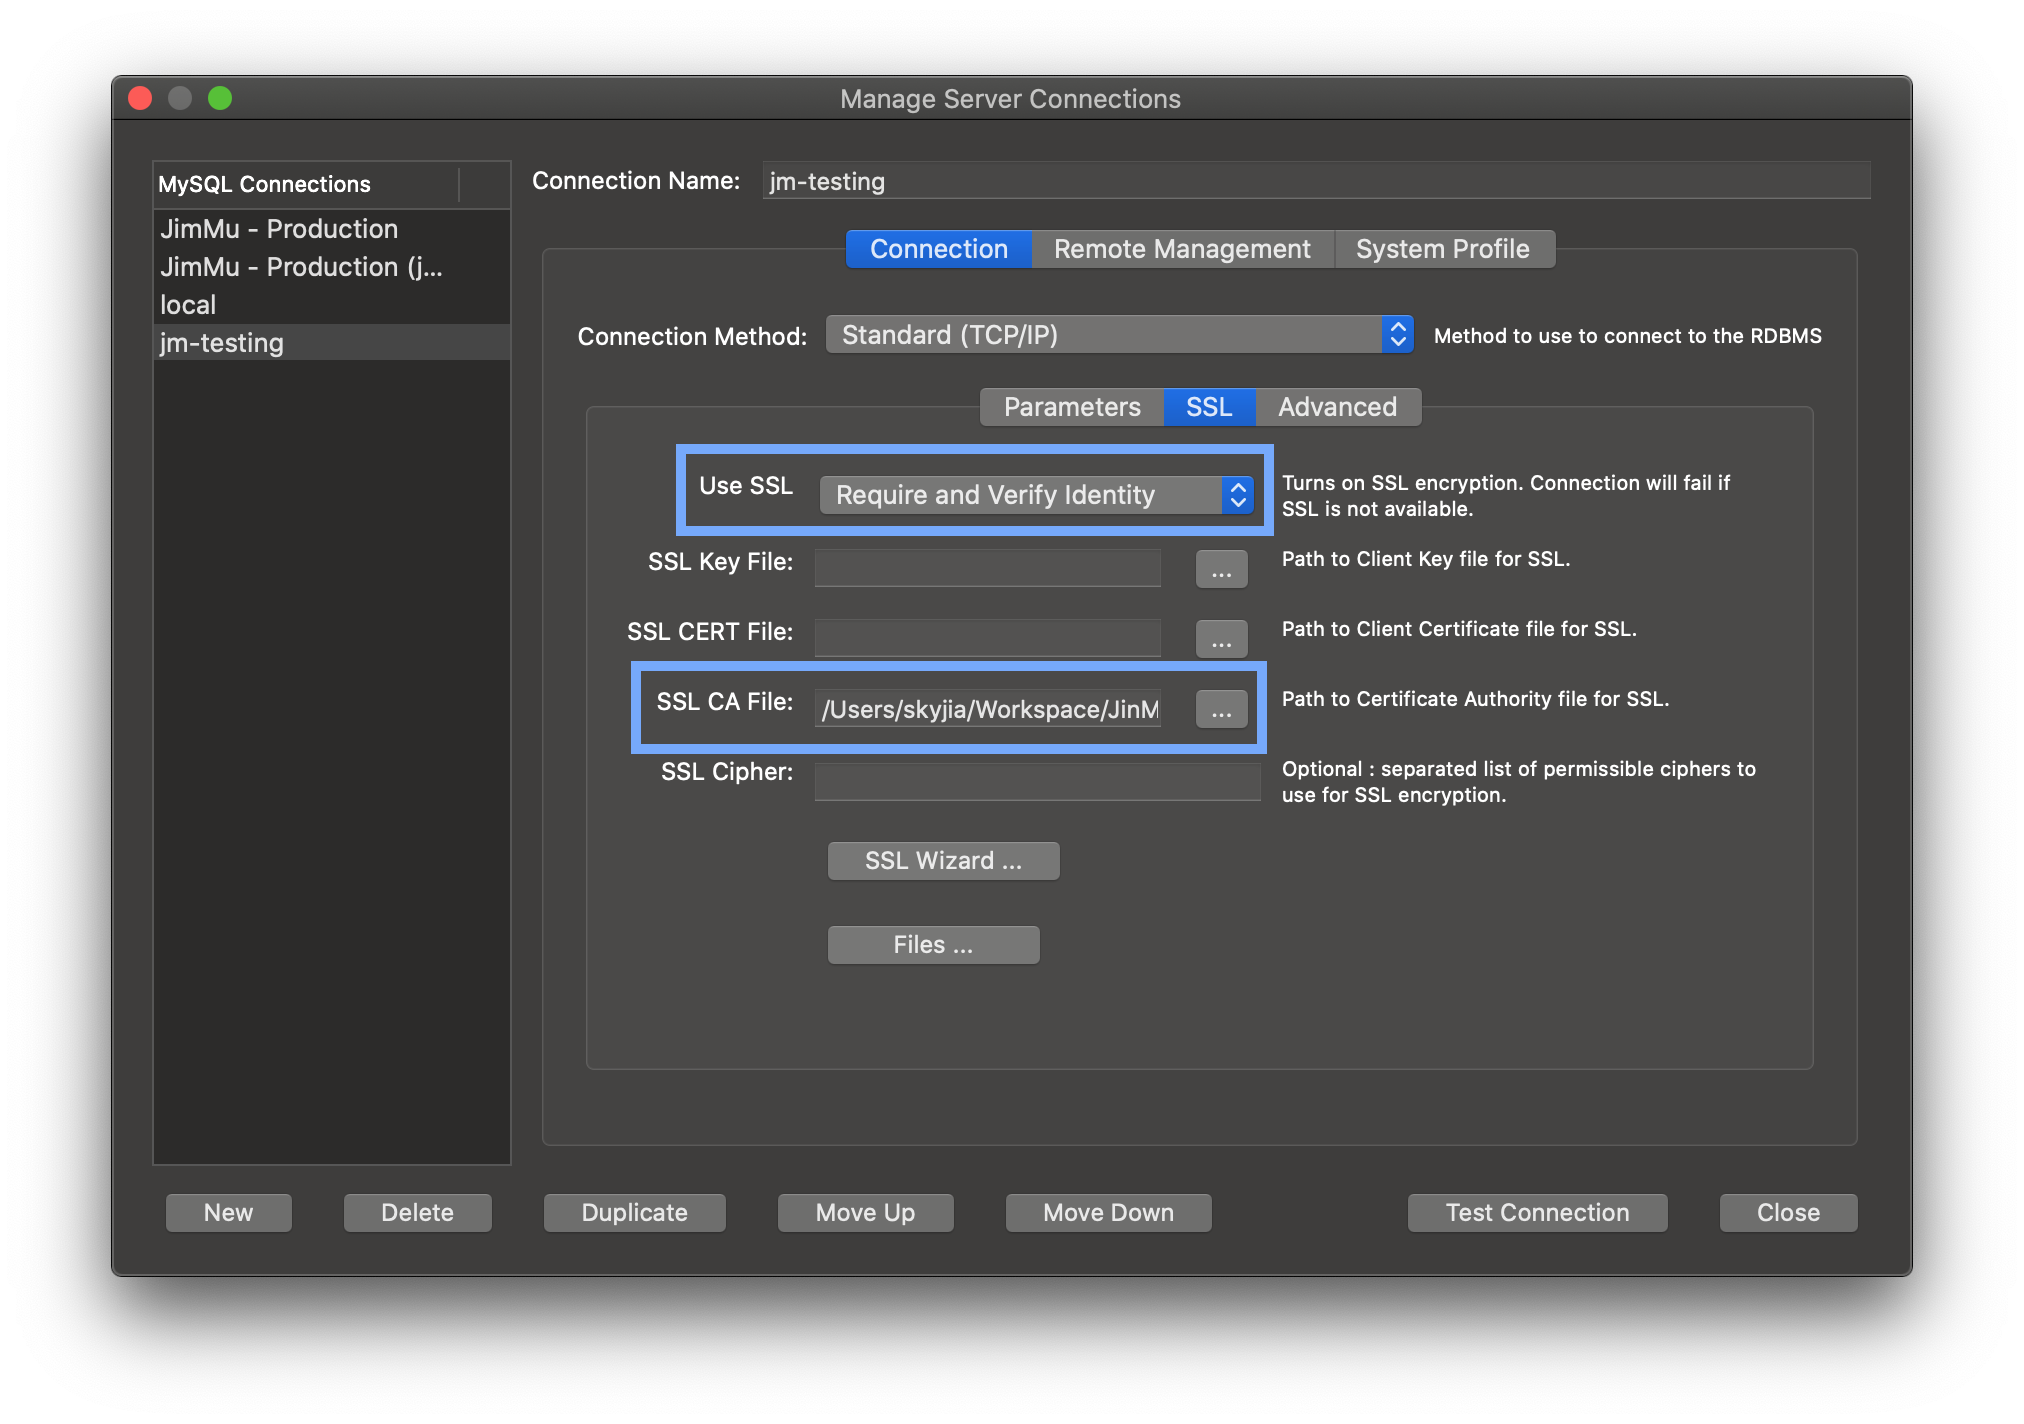 Manage Server Connections
MySQL Connections
JimMu - Production
JimMu - Production (j...
local
jm-testing
Connection Name:
jm-testing
Connection
Remote Management
System Profile
Connection Method:
Standard (TCP/IP)
Method to use to connect to the RDBMS
Parameters
SSL
Advanced
Use SSL
Require and Verify Identity
Turns on SSL encryption. Connection will fail if
SSL is not available.
SSL Key File:
...
Path to Client Key file for SSL.
SSL CERT File:
...
Path to Client Certificate file for SSL.
SSL CA File:
/Users/skyjia/Workspace/JinM
...
Path to Certificate Authority file for SSL.
SSL Cipher:
Optional : separated list of permissible ciphers to
use for SSL encryption.
SSL Wizard ...
Files ...
New
Delete
Duplicate
Move Up
Move Down
Test Connection
Close